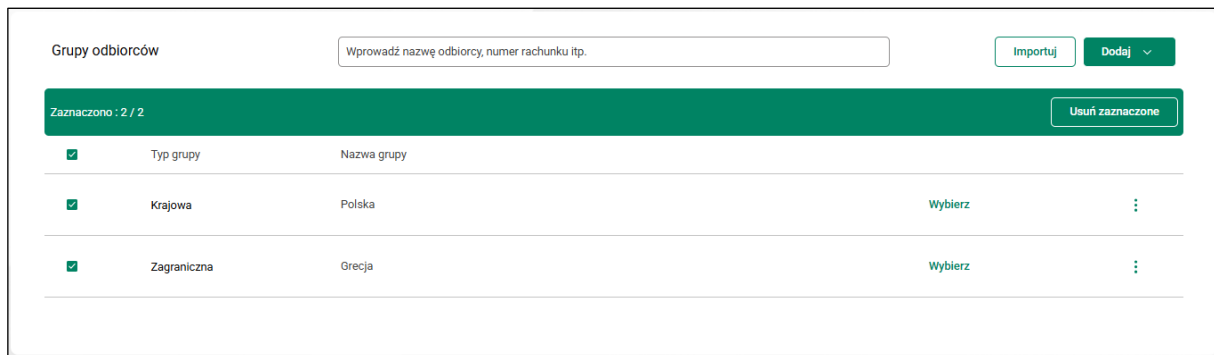 Grupy odbiorców
Wprowadź nazwę odbiorcy, numer rachunku itp.
Importuj
Dodaj
Zaznaczono : 2 / 2
Usuń zaznaczone
Typ grupy Nazwa grupy
Krajowa Polska Wybierz
Zagraniczna Grecja Wybierz